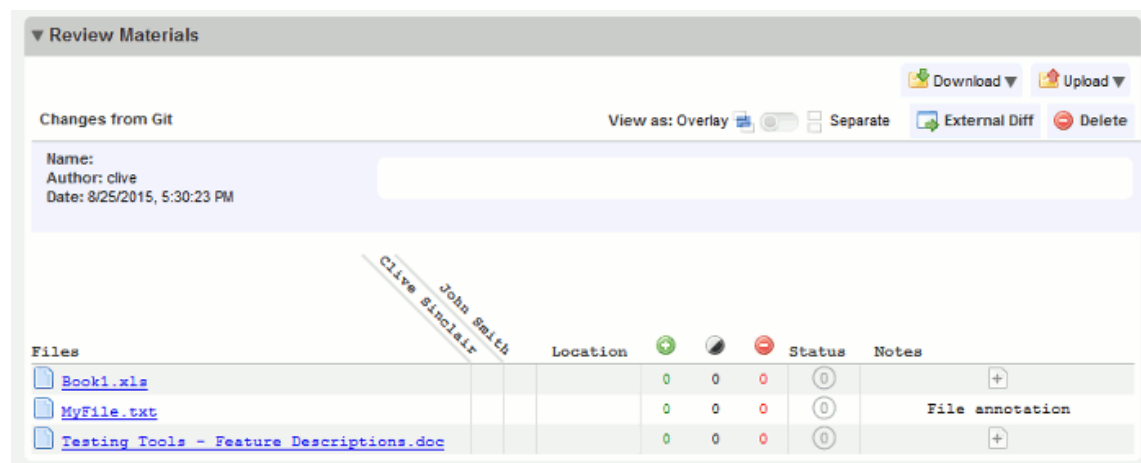 ▼ Review Materials
Download ▼ Upload ▼
Changes from Git View as: Overlay Separate External Diff Delete
Name:
Author: clive
Date: 8/25/2015, 5:30:23 PM
Clive Sinclair
John Smith
Files Location Status Notes
Book1.xls 0 0 0 0 +
MyFile.txt 0 0 0 0 File annotation
Testing Tools - Feature Descriptions.doc 0 0 0 0 +